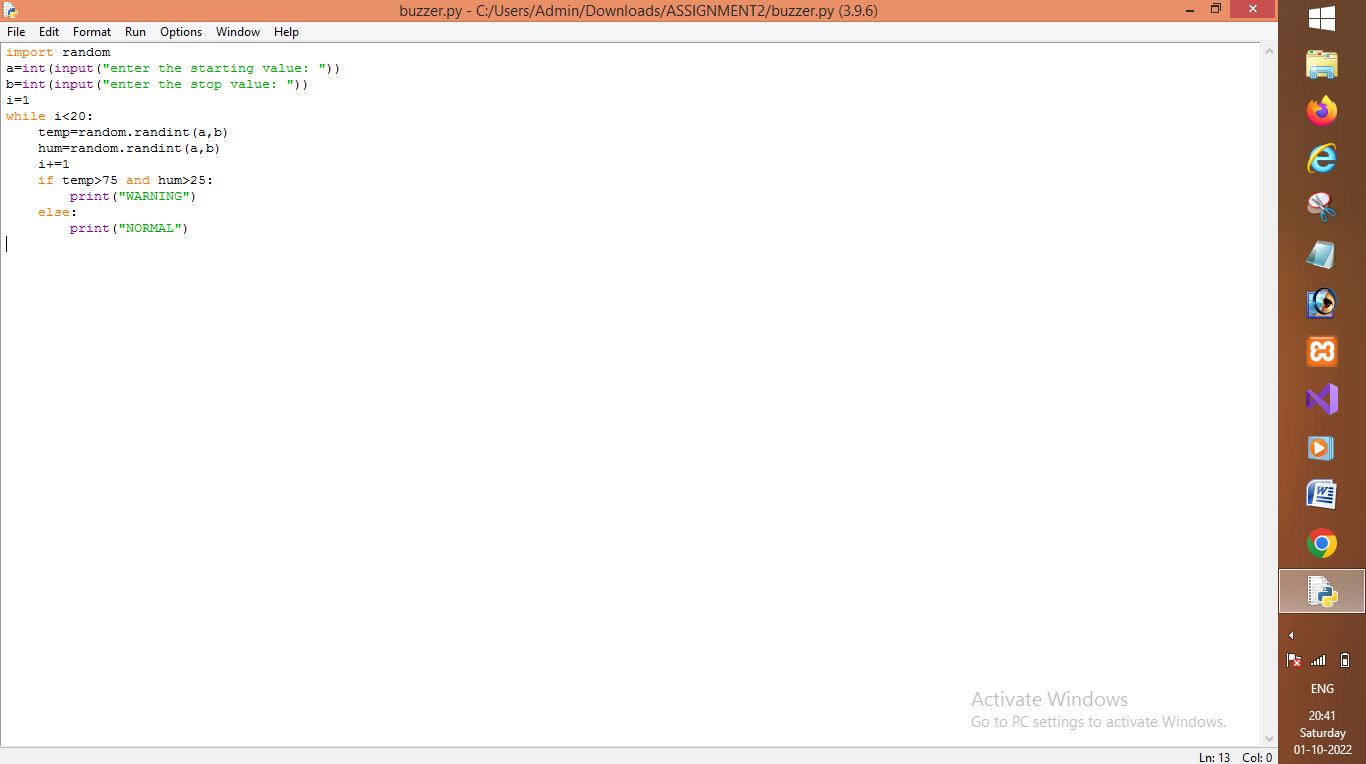 buzzer.py - C:/Users/Admin/Downloads/ASSIGNMENT2/buzzer.py (3.9.6)
File Edit Format Run Options Window Help
import random
a=int(input("enter the starting value: "))
b=int(input("enter the stop value: "))
i=1
while i<20:
    temp=random.randint(a,b)
    hum=random.randint(a,b)
    i+=1
    if temp>75 and hum>25:
        print("WARNING")
    else:
        print("NORMAL")
Activate Windows
Go to PC settings to activate Windows.
Ln: 13 Col: 0
ENG
20:41
Saturday
01-10-2022